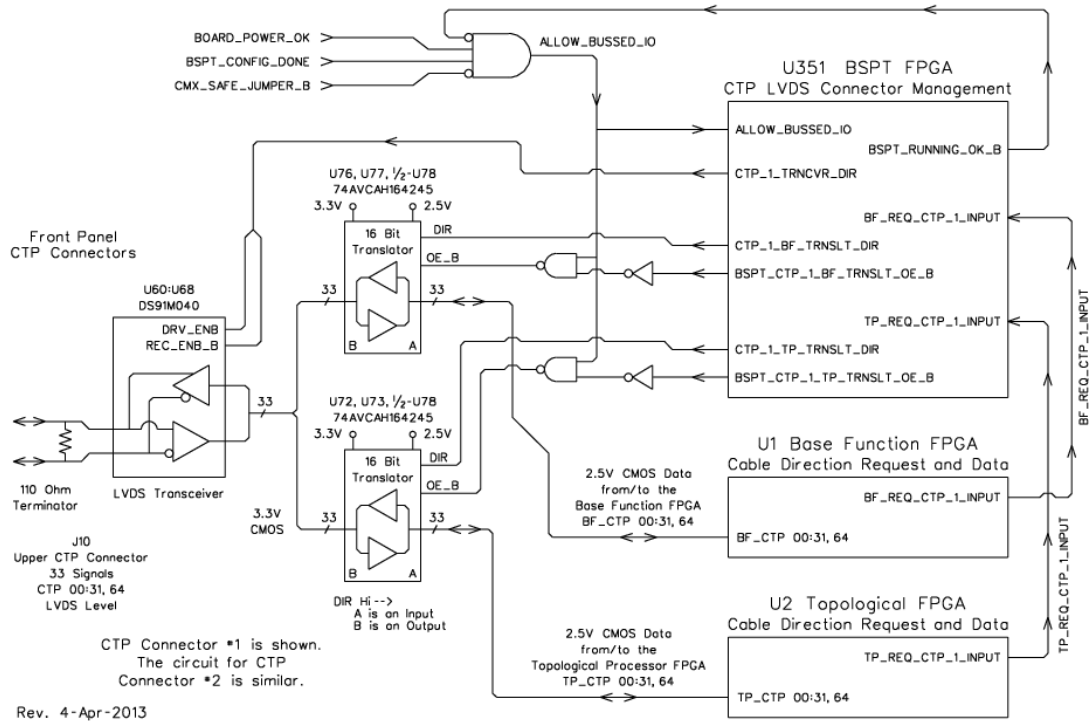 BOARD_POWER_OK
BSPT_CONFIG_DONE
CMX_SAFE_JUMPER_B
ALLOW_BUSSED_IO
U351 BSPT FPGA
CTP LVDS Connector Management
ALLOW_BUSSED_IO
BSPT_RUNNING_OK_B
CTP_1_TRNCVR_DIR
BF_REQ_CTP_1_INPUT
CTP_1_BF_TRNSLT_DIR
BSPT_CTP_1_BF_TRNSLT_OE_B
TP_REQ_CTP_1_INPUT
CTP_1_TP_TRNSLT_DIR
BSPT_CTP_1_TP_TRNSLT_OE_B
U76, U77, ½-U78
74AVCAH164245
3.3V 2.5V
16 Bit
Translator
DIR
OE_B
33 33
B A
Front Panel
CTP Connectors
U60:U68
DS91M040
DRV_ENB
REC_ENB_B
33
LVDS Transceiver
110 Ohm
Terminator
J10
Upper CTP Connector
33 Signals
CTP 00:31, 64
LVDS Level
U72, U73, ½-U78
74AVCAH164245
3.3V 2.5V
16 Bit
Translator
DIR
OE_B
33 33
B A
3.3V
CMOS
DIR Hi-->
A is an Input
B is an Output
2.5V CMOS Data
from/to the
Base Function FPGA
BF_CTP 00:31, 64
U1 Base Function FPGA
Cable Direction Request and Data
BF_REQ_CTP_1_INPUT
BF_CTP 00:31, 64
2.5V CMOS Data
from/to the
Topological Processor FPGA
TP_CTP 00:31, 64
U2 Topological FPGA
Cable Direction Request and Data
TP_REQ_CTP_1_INPUT
TP_CTP 00:31, 64
BF_REQ_CTP_1_INPUT
TP_REQ_CTP_1_INPUT
CTP Connector #1 is shown.
The circuit for CTP
Connector #2 is similar.
Rev. 4-Apr-2013